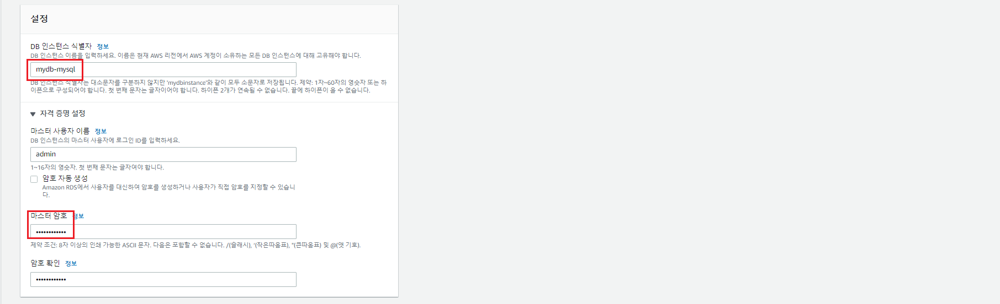 설정
DB 인스턴스 식별자 정보
DB 인스턴스 이름을 입력하세요. 이름은 현재 AWS 리전에서 AWS 계정이 소유하는 모든 DB 인스턴스에 대해 고유해야 합니다.
mydb-mysql
DB 인스턴스 식별자는 대소문자를 구분하지 않지만 'mydbinstance'와 같이 모두 소문자로 저장됩니다. 제약: 1자~60자의 영숫자 또는 하
이픈으로 구성되어야 합니다. 첫 번째 문자는 글자이어야 합니다. 하이픈 2개가 연속될 수 없습니다. 끝에 하이픈이 올 수 없습니다.
▼ 자격 증명 설정
마스터 사용자 이름 정보
DB 인스턴스의 마스터 사용자에 로그인 ID를 입력하세요.
admin
1~16자의 영숫자. 첫 번째 문자는 글자여야 합니다.
암호 자동 생성
Amazon RDS에서 사용자를 대신하여 암호를 생성하거나 사용자가 직접 암호를 지정할 수 있습니
다.
마스터 암호 정보
••••••••••••
제약 조건: 8자 이상의 인쇄 가능한 ASCII 문자. 다음은 포함할 수 없습니다. /(슬래시), '(작은따옴표), "(큰따옴표) 및 @(앳 기호).
암호 확인 정보
••••••••••••